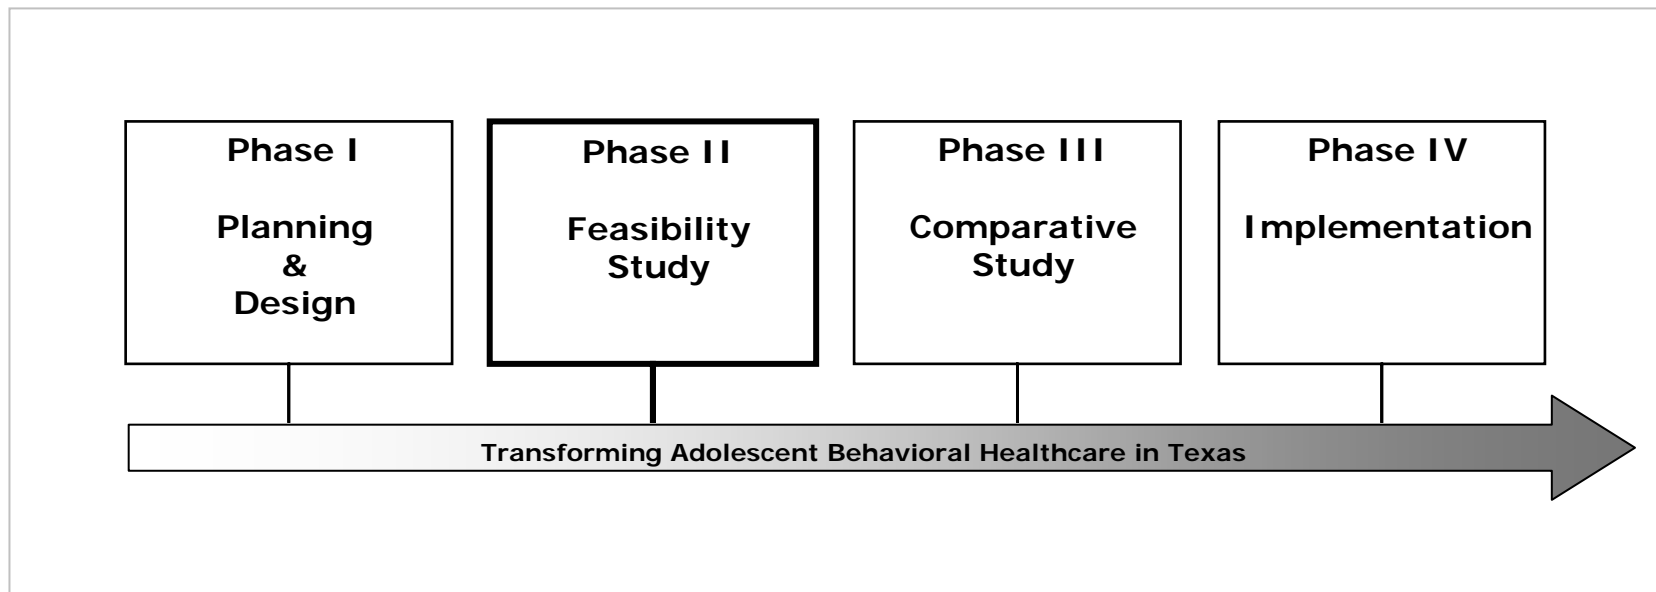 Phase I
Planning
&
Design
Phase II
Feasibility
Study
Phase III
Comparative
Study
Phase IV
Implementation
Transforming Adolescent Behavioral Healthcare in Texas